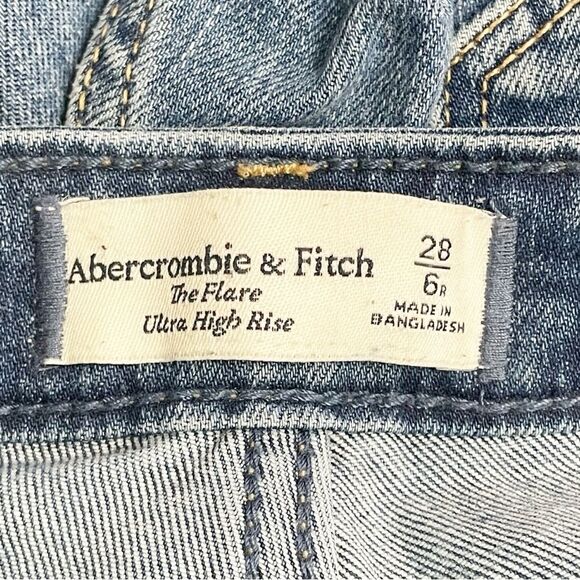 Abercrombie & Fitch
The Flare
Ultra High Rise
28
6R
MADE IN
BANGLADESH